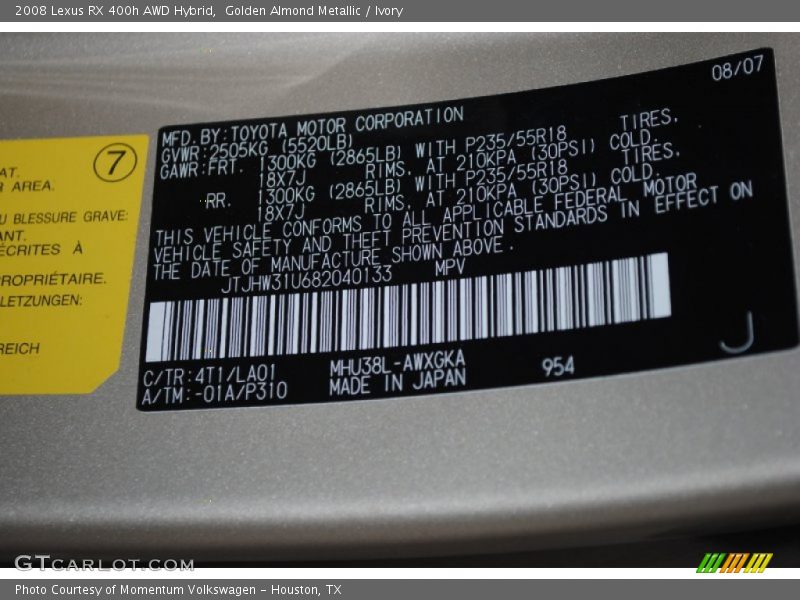 2008 Lexus RX 400h AWD Hybrid,  Golden Almond Metallic / Ivory
08/07
MFD. BY: TOYOTA MOTOR CORPORATION
GVWR: 2505KG (5520LB)
GAWR: FRT. 1300KG (2865LB) WITH P235/55R18 TIRES,
18X7J RIMS, AT 210KPA (30PSI) COLD.
RR. 1300KG (2865LB) WITH P235/55R18 TIRES,
18X7J RIMS, AT 210KPA (30PSI) COLD.
THIS VEHICLE CONFORMS TO ALL APPLICABLE FEDERAL MOTOR
VEHICLE SAFETY AND THEFT PREVENTION STANDARDS IN EFFECT ON
THE DATE OF MANUFACTURE SHOWN ABOVE.
JTJHW31U682040133 MPV
C/TR: 4T1/LA01 MHU38L-AWXGKA 954
A/TM: -01A/P310 MADE IN JAPAN
J
7
AT.
R AREA.
U BLESSURE GRAVE:
ANT.
ÉCRITES À
ROPRIÉTAIRE.
LETZUNGEN:
REICH
GTCARLOT.COM
Photo Courtesy of Momentum Volkswagen - Houston, TX